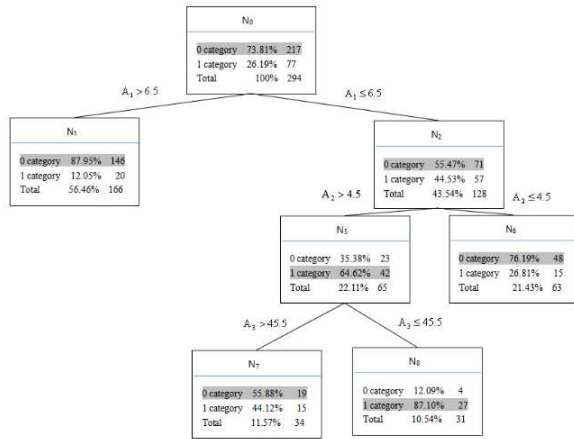 N0
0 category 73.81% 217
1 category 26.19% 77
Total 100% 294
A1 > 6.5
A1 ≤ 6.5
N1
0 category 87.95% 146
1 category 12.05% 20
Total 56.46% 166
N2
0 category 55.47% 71
1 category 44.53% 57
Total 43.54% 128
A2 > 4.5
A2 ≤ 4.5
N5
0 category 35.38% 23
1 category 64.62% 42
Total 22.11% 65
N6
0 category 76.19% 48
1 category 26.81% 15
Total 21.43% 63
A3 > 45.5
A3 ≤ 45.5
N7
0 category 55.88% 19
1 category 44.12% 15
Total 11.57% 34
N8
0 category 12.09% 4
1 category 87.10% 27
Total 10.54% 31